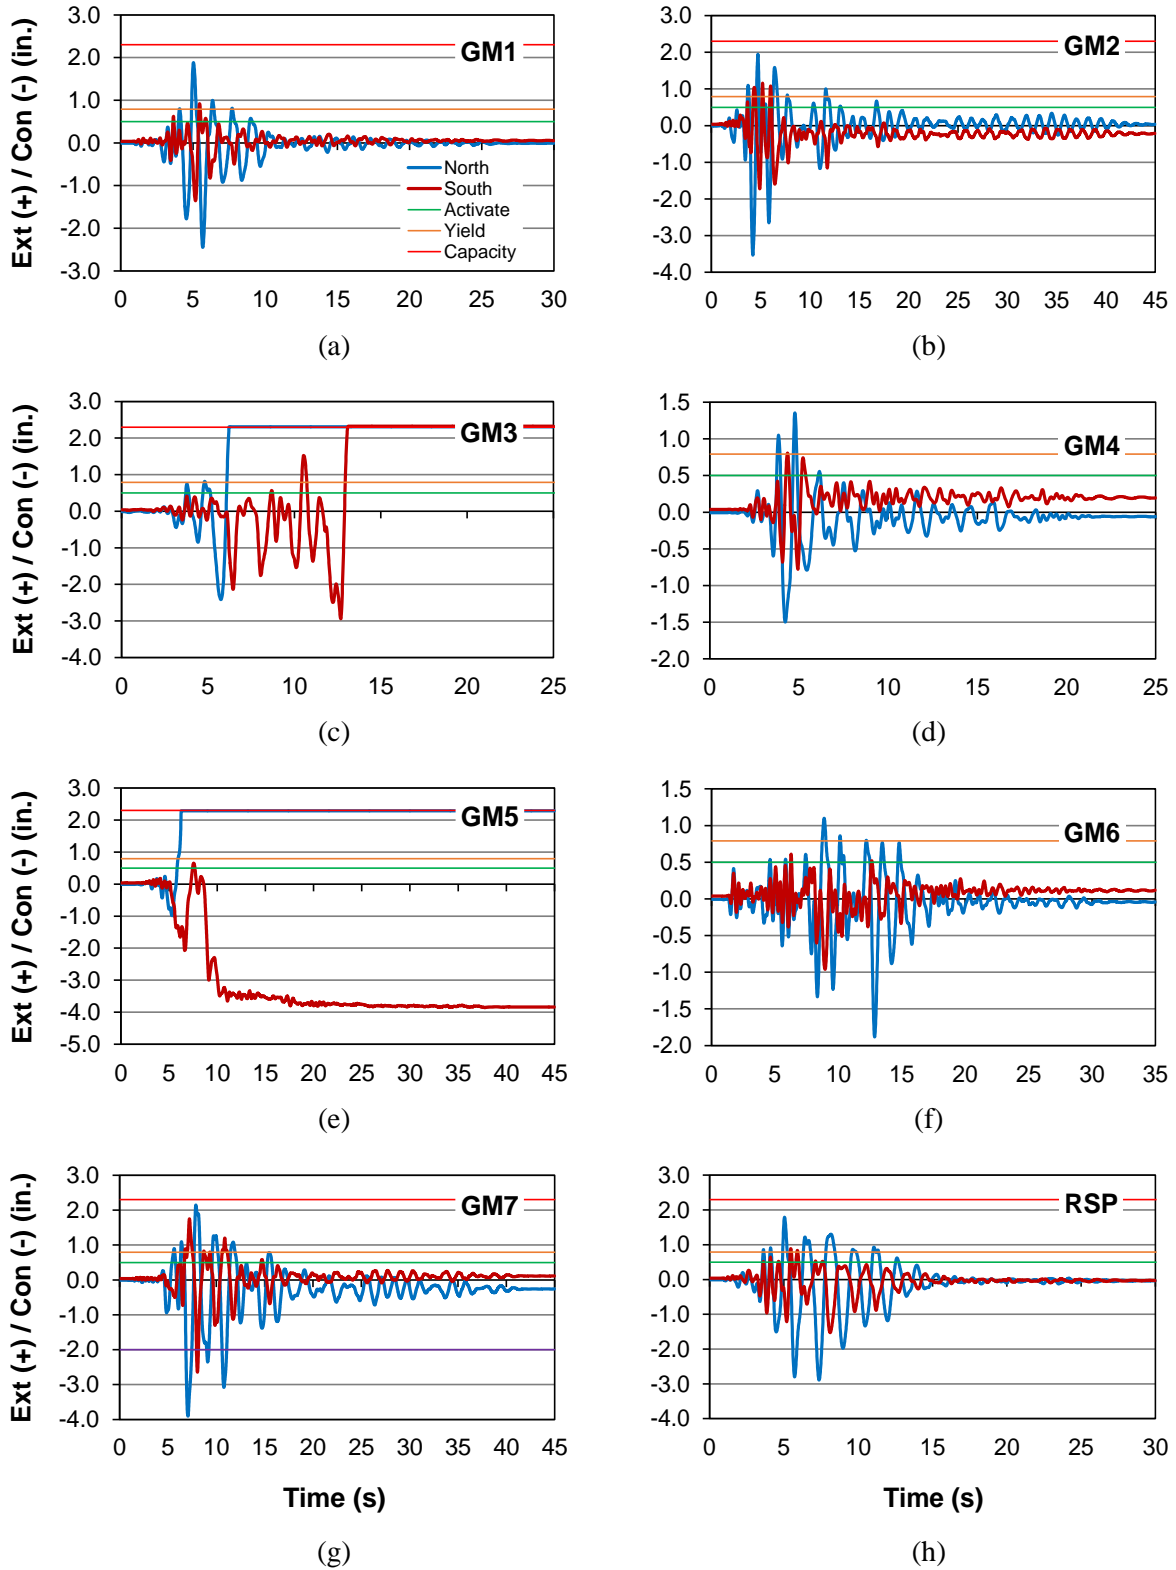 Ext (+) / Con (-) (in.)
3.0
2.0
1.0
0.0
-1.0
-2.0
-3.0
0 5 10 15 20 25 30
GM1
North
South
Activate
Yield
Capacity
(a)
3.0
2.0
1.0
0.0
-1.0
-2.0
-3.0
-4.0
0 5 10 15 20 25 30 35 40 45
GM2
(b)
Ext (+) / Con (-) (in.)
3.0
2.0
1.0
0.0
-1.0
-2.0
-3.0
-4.0
0 5 10 15 20 25
GM3
(c)
1.5
1.0
0.5
0.0
-0.5
-1.0
-1.5
-2.0
0 5 10 15 20 25
GM4
(d)
Ext (+) / Con (-) (in.)
3.0
2.0
1.0
0.0
-1.0
-2.0
-3.0
-4.0
-5.0
0 5 10 15 20 25 30 35 40 45
GM5
(e)
1.5
1.0
0.5
0.0
-0.5
-1.0
-1.5
-2.0
0 5 10 15 20 25 30 35
GM6
(f)
Ext (+) / Con (-) (in.)
3.0
2.0
1.0
0.0
-1.0
-2.0
-3.0
-4.0
0 5 10 15 20 25 30 35 40 45
GM7
Time (s)
(g)
3.0
2.0
1.0
0.0
-1.0
-2.0
-3.0
-4.0
0 5 10 15 20 25 30
RSP
Time (s)
(h)